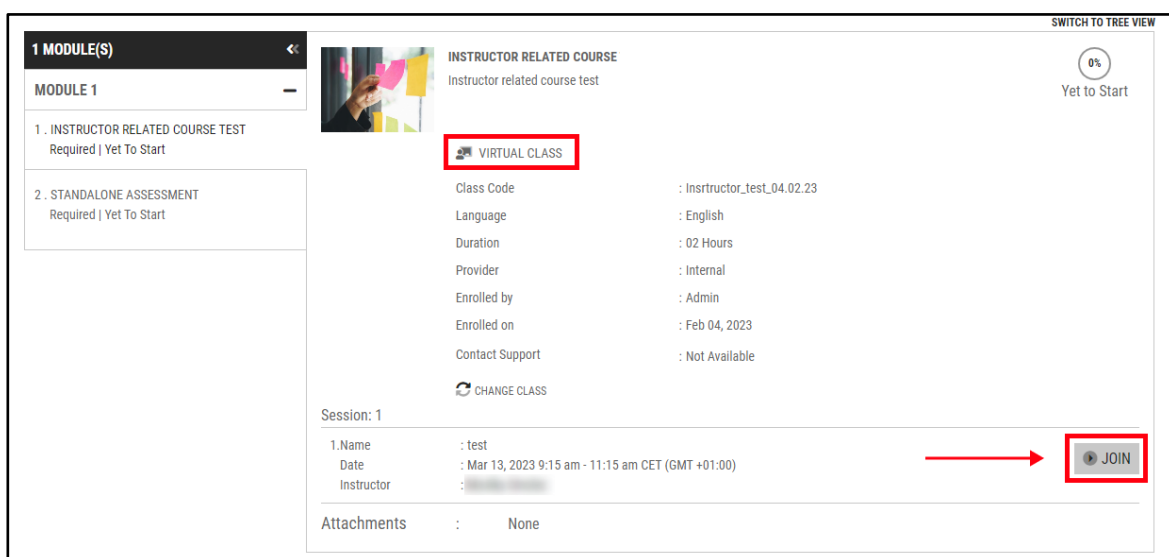 SWITCH TO TREE VIEW
1 MODULE(S)
MODULE 1
1 . INSTRUCTOR RELATED COURSE TEST
Required | Yet To Start
2 . STANDALONE ASSESSMENT
Required | Yet To Start
INSTRUCTOR RELATED COURSE
Instructor related course test
0%
Yet to Start
VIRTUAL CLASS
Class Code : Insrtructor_test_04.02.23
Language : English
Duration : 02 Hours
Provider : Internal
Enrolled by : Admin
Enrolled on : Feb 04, 2023
Contact Support : Not Available
CHANGE CLASS
Session: 1
1.Name : test
Date : Mar 13, 2023 9:15 am - 11:15 am CET (GMT +01:00)
Instructor :
JOIN
Attachments : None